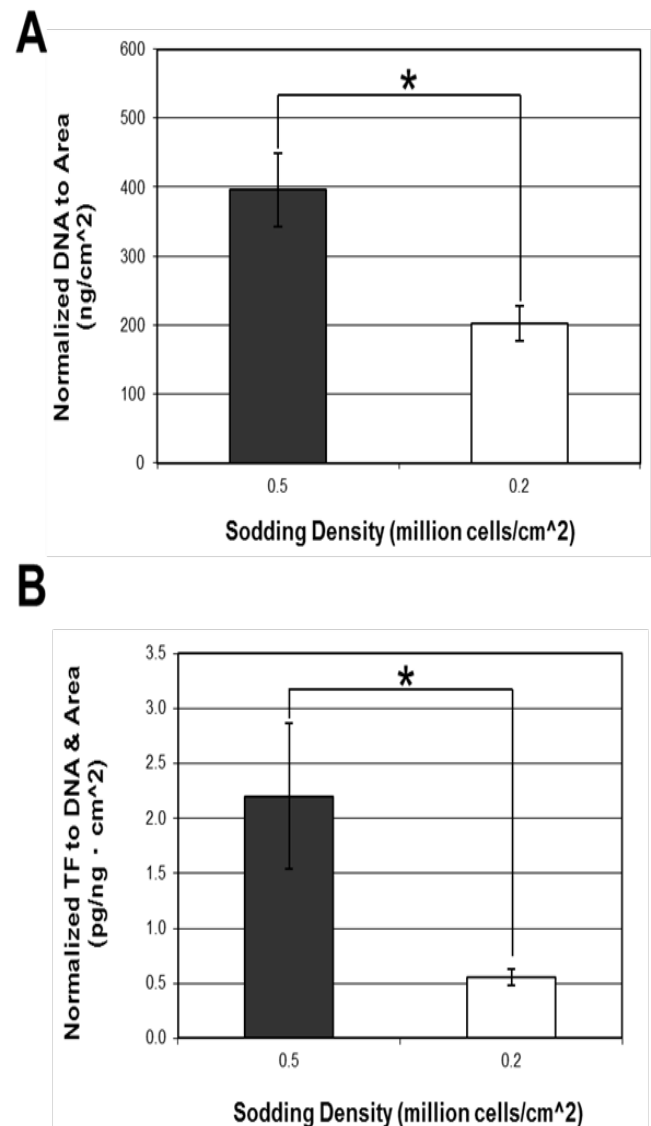 A
Normalized DNA to Area
(ng/cm^2)
600
500
400
300
200
100
0
*
0.5
0.2
Sodding Density (million cells/cm^2)
B
Normalized TF to DNA & Area
(pg/ng · cm^2)
3.5
3.0
2.5
2.0
1.5
1.0
0.5
0.0
*
0.5
0.2
Sodding Density (million cells/cm^2)